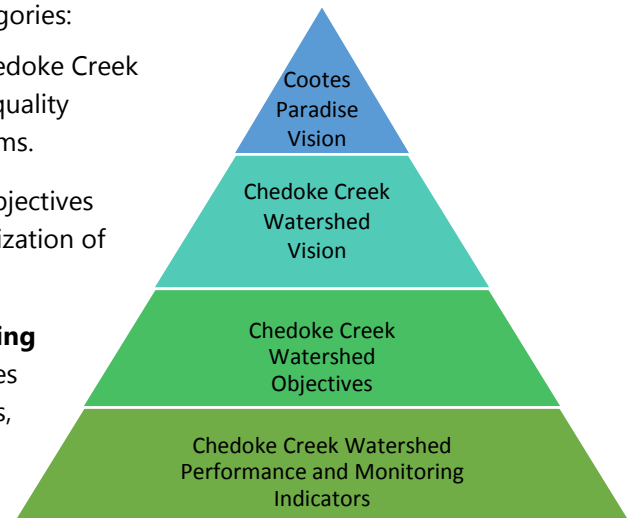 gories:
edoke Creek
quality
ms.
bjectives
ization of
ing
es
s,
Cootes
Paradise
Vision
Chedoke Creek
Watershed
Vision
Chedoke Creek
Watershed
Objectives
Chedoke Creek Watershed
Performance and Monitoring
Indicators